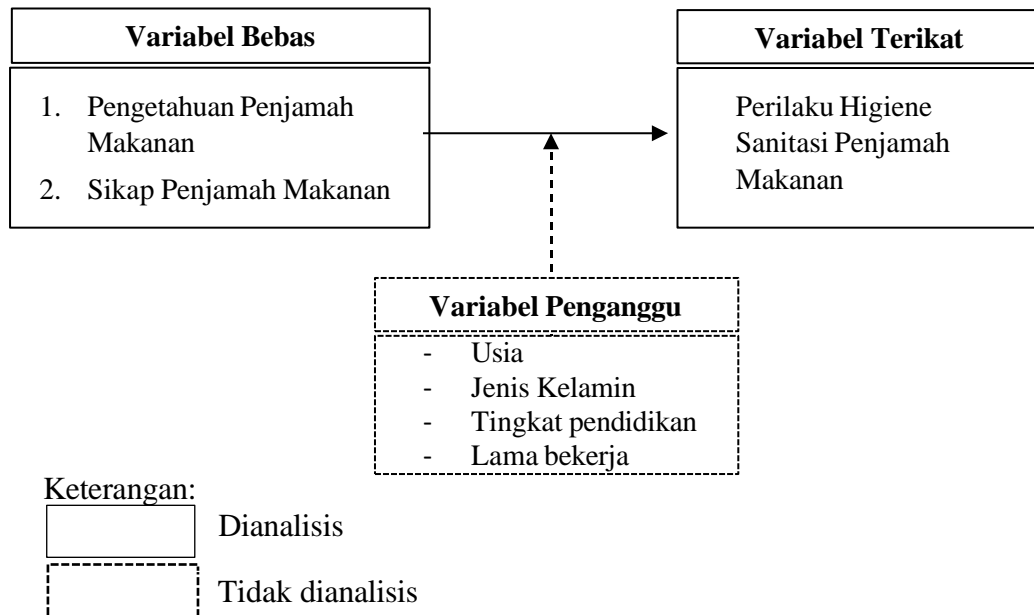 Variabel Bebas
1. Pengetahuan Penjamah
Makanan
2. Sikap Penjamah Makanan
Variabel Terikat
Perilaku Higiene
Sanitasi Penjamah
Makanan
Variabel Penganggu
- Usia
- Jenis Kelamin
- Tingkat pendidikan
- Lama bekerja
Keterangan:
Dianalisis
Tidak dianalisis